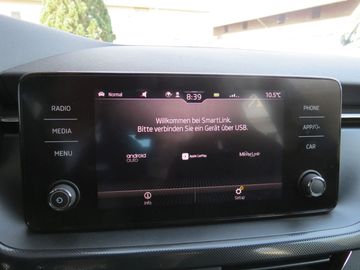 Normal
8:39
10.5°C
RADIO
MEDIA
MENU
Willkommen bei SmartLink.
Bitte verbinden Sie ein Gerät über USB.
android auto
Apple CarPlay
MirrorLink
Info
Setup
PHONE
APP/
CAR